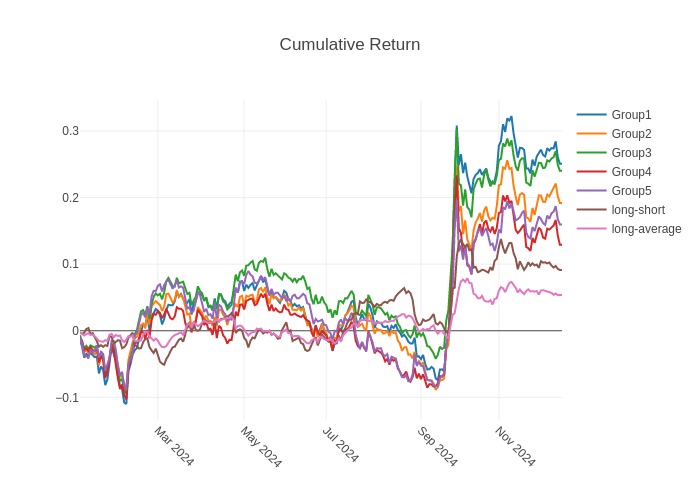 Cumulative Return
0.3
0.2
0.1
0
−0.1
Mar 2024
May 2024
Jul 2024
Sep 2024
Nov 2024
Group1
Group2
Group3
Group4
Group5
long-short
long-average